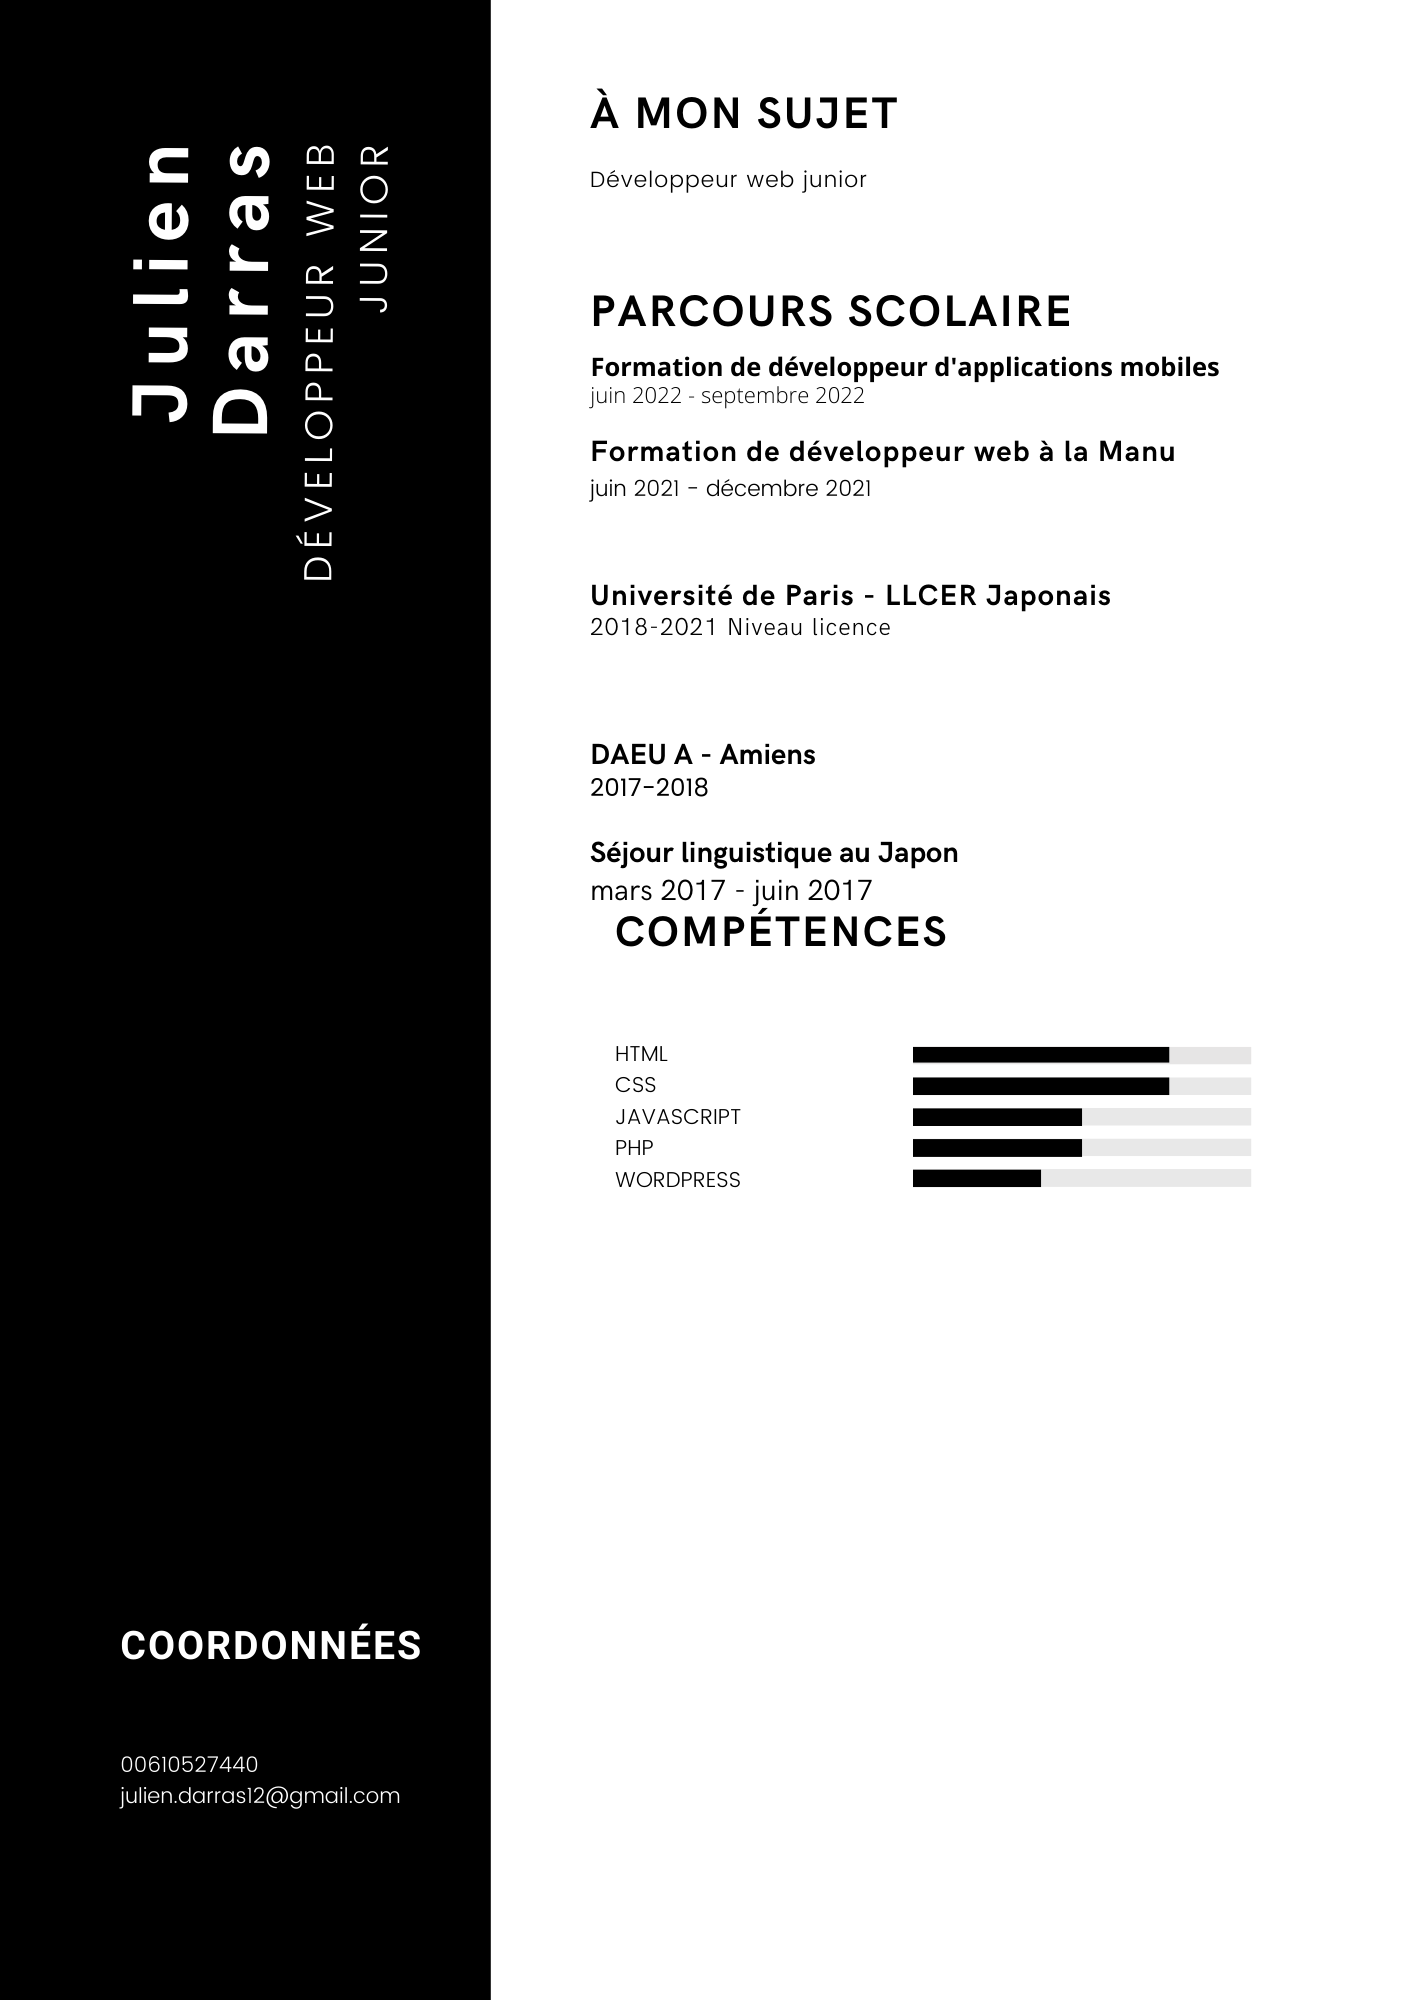 Julien
Darras
DÉVELOPPEUR WEB
JUNIOR
À MON SUJET
Développeur web junior
PARCOURS SCOLAIRE
Formation de développeur d'applications mobiles
juin 2022 - septembre 2022
Formation de développeur web à la Manu
juin 2021 - décembre 2021
Université de Paris - LLCER Japonais
2018-2021 Niveau licence
DAEU A - Amiens
2017-2018
Séjour linguistique au Japon
mars 2017 - juin 2017
COMPÉTENCES
HTML
CSS
JAVASCRIPT
PHP
WORDPRESS
COORDONNÉES
00610527440
julien.darras12@gmail.com